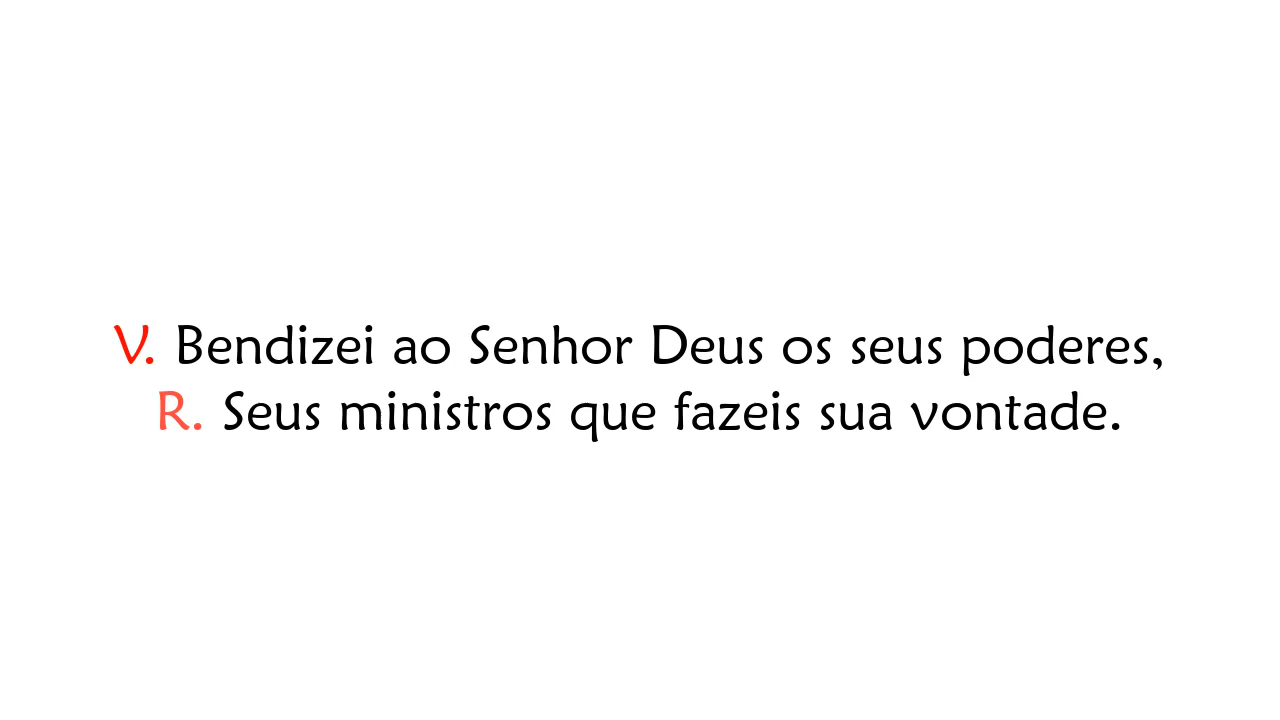 V. Bendizei ao Senhor Deus os seus poderes,
R. Seus ministros que fazeis sua vontade.